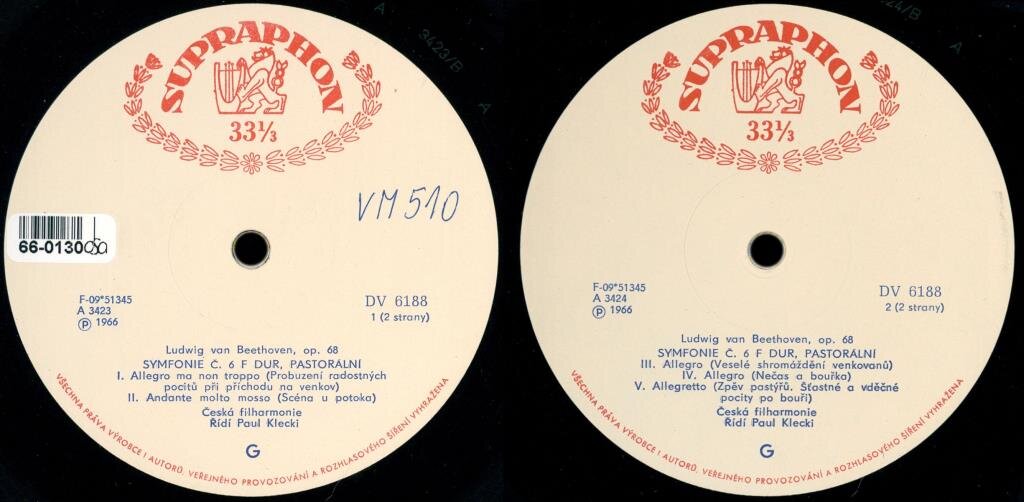 A
3423/B
A
SUPRAPHON
33⅓
VM 510
66-0130
F-09*51345
A 3423
Ⓟ 1966
DV 6188
1 (2 strany)
Ludwig van Beethoven, op. 68
SYMFONIE Č. 6 F DUR, PASTORÁLNÍ
I. Allegro ma non troppo (Probuzení radostných
pocitů při příchodu na venkov)
II. Andante molto mosso (Scéna u potoka)
Česká filharmonie
Řídí Paul Klecki
G
VŠECHNA PRÁVA VÝROBCE I AUTORŮ, VEŘEJNÉHO PROVOZOVÁNÍ A ROZHLASOVÉHO ŠÍŘENÍ VYHRAŽENA
24/B
A
SUPRAPHON
33⅓
F-09*51345
A 3424
Ⓟ 1966
DV 6188
2 (2 strany)
Ludwig van Beethoven, op. 68
SYMFONIE Č. 6 F DUR, PASTORÁLNÍ
III. Allegro (Veselé shromáždění venkovanů)
IV. Allegro (Nečas a bouřka)
V. Allegretto (Zpěv pastýřů. Šťastné a vděčné
pocity po bouři)
Česká filharmonie
Řídí Paul Klecki
G
VŠECHNA PRÁVA VÝROBCE I AUTORŮ, VEŘEJNÉHO PROVOZOVÁNÍ A ROZHLASOVÉHO ŠÍŘENÍ VYHRAŽENA